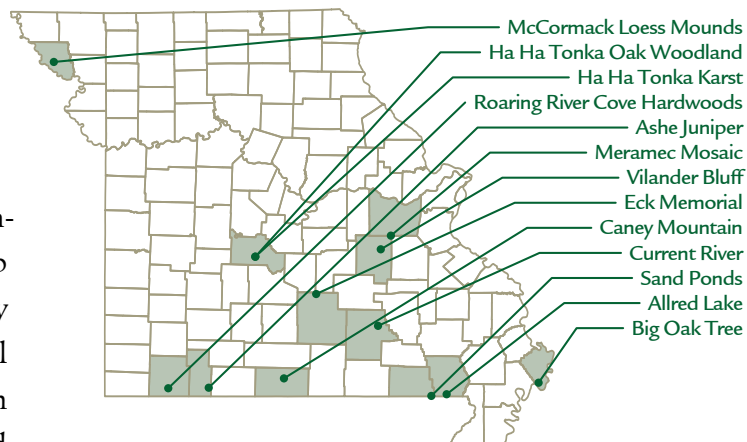 McCormack Loess Mounds
Ha Ha Tonka Oak Woodland
Ha Ha Tonka Karst
Roaring River Cove Hardwoods
Ashe Juniper
Meramec Mosaic
Vilander Bluff
Eck Memorial
Caney Mountain
Current River
Sand Ponds
Allred Lake
Big Oak Tree